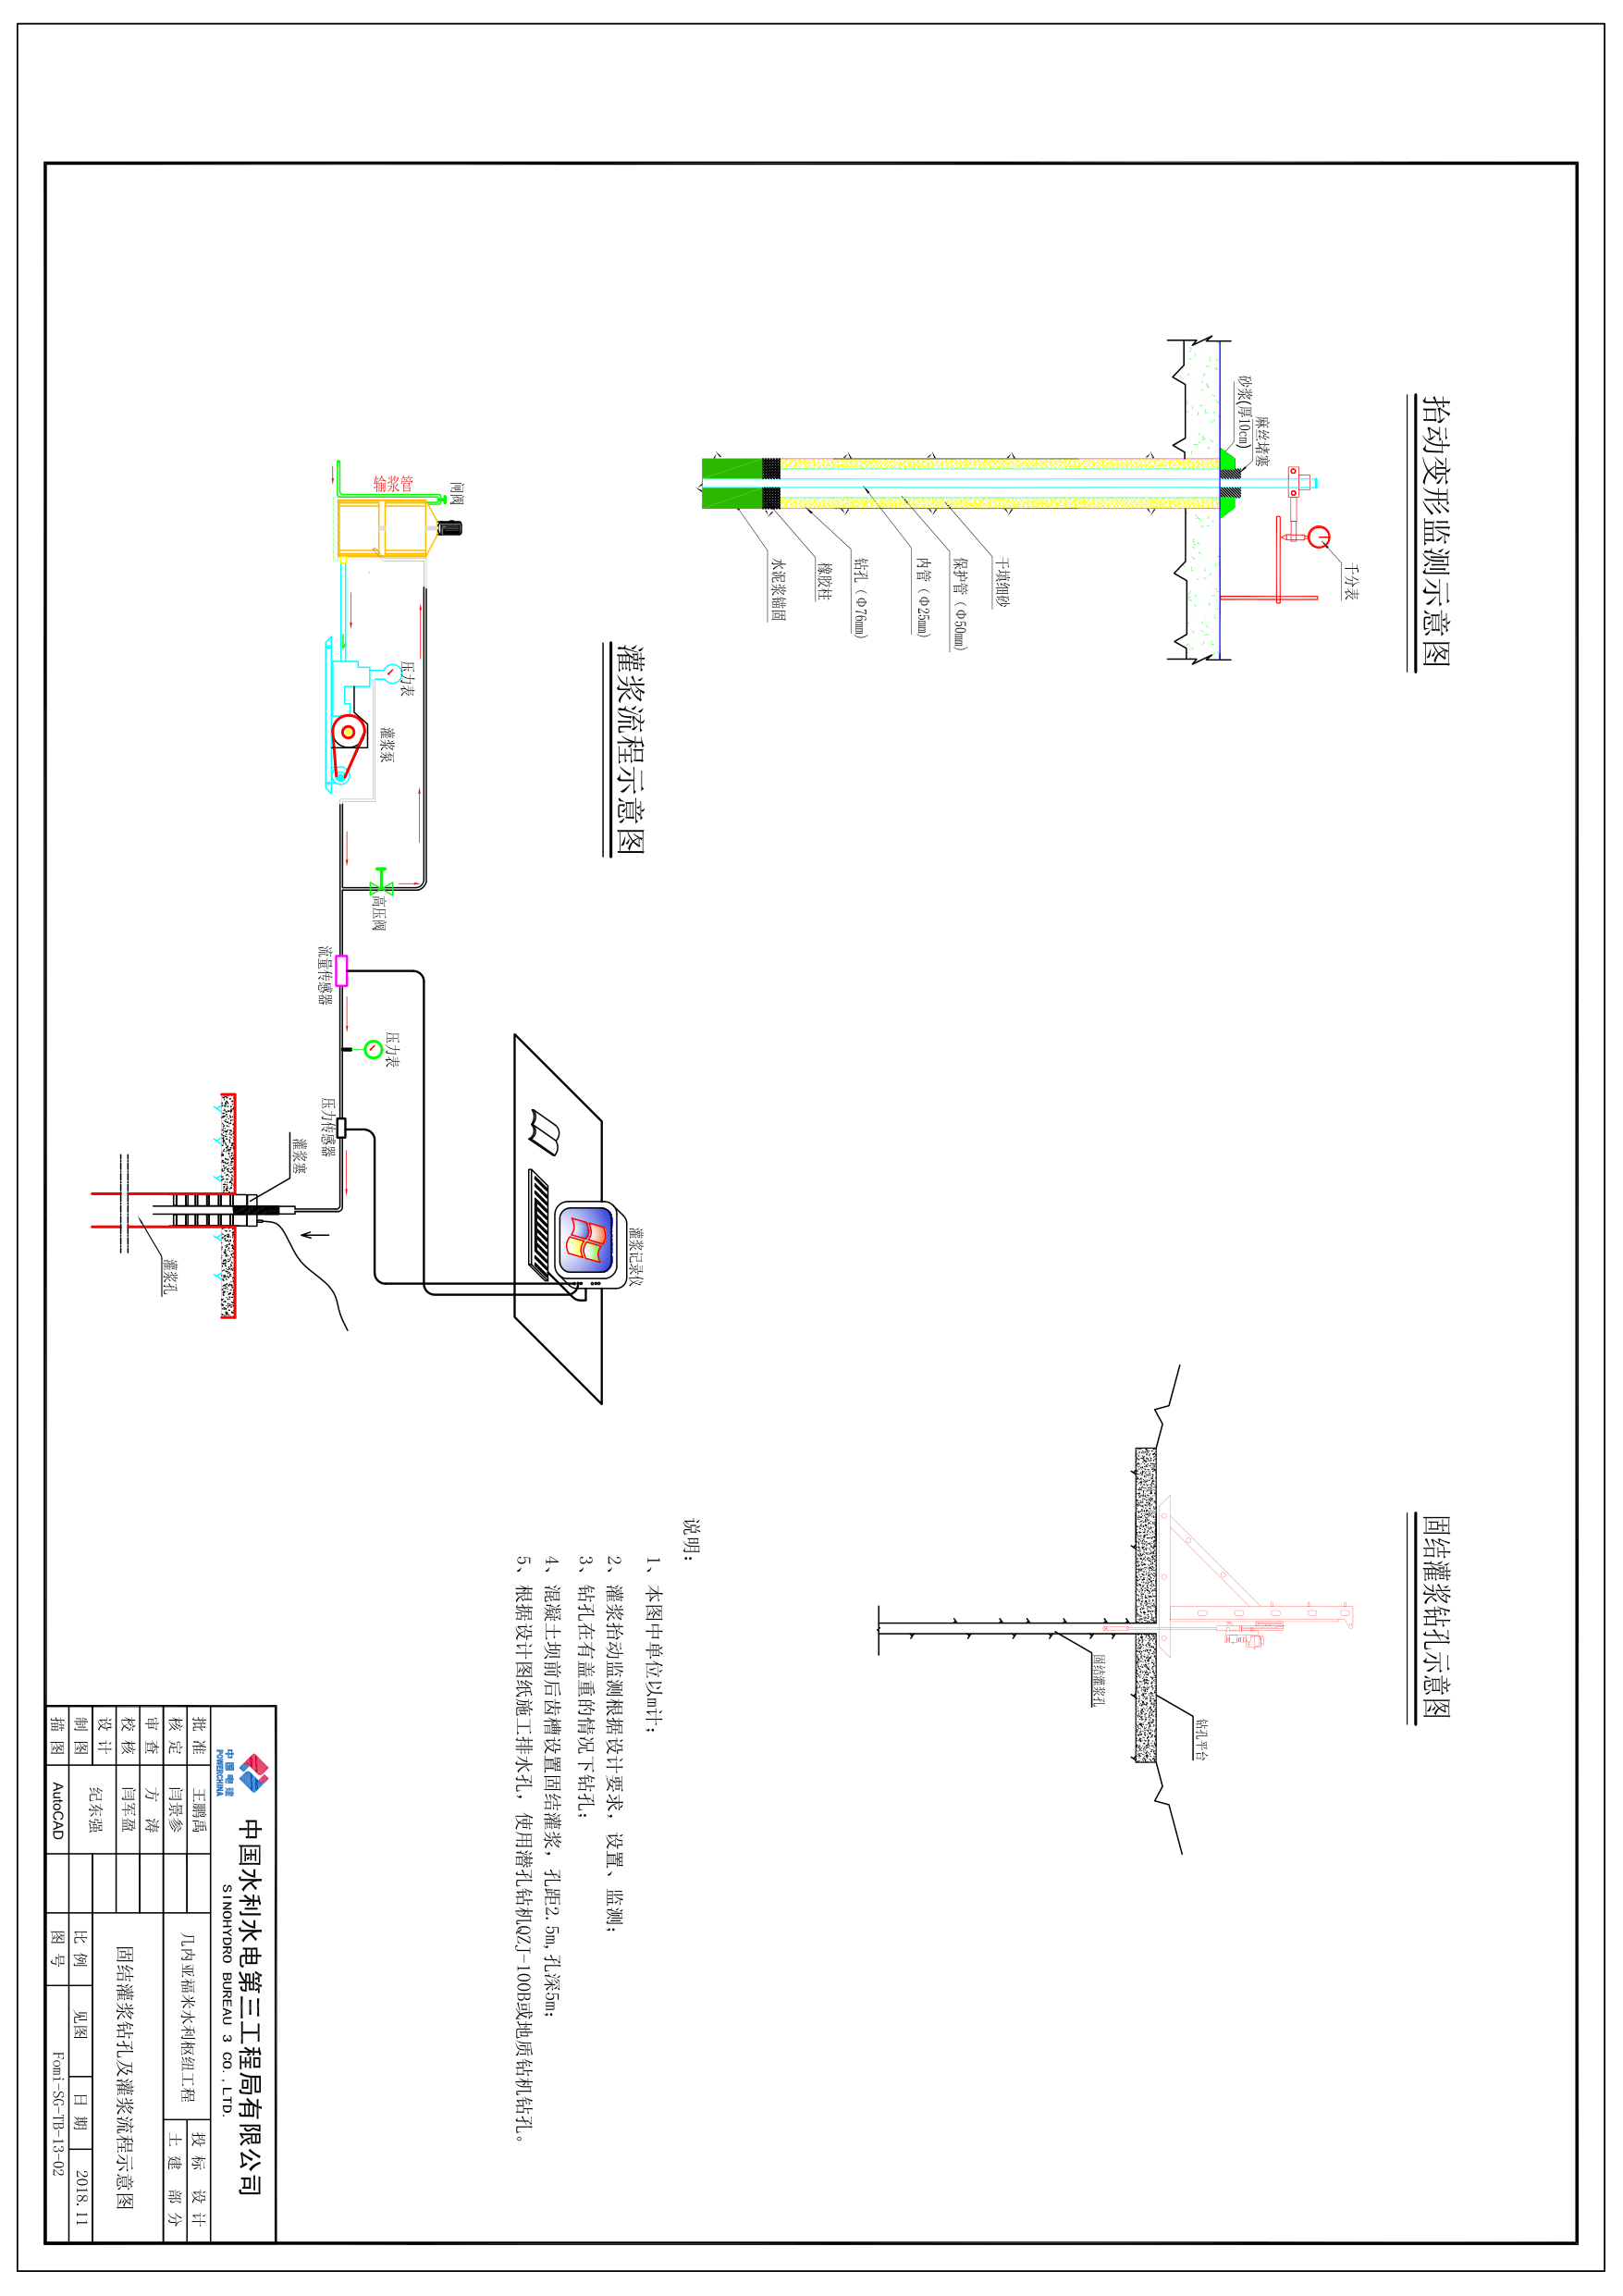 抬动变形监测示意图
千分表
麻丝堵塞
砂浆(厚10cm)
干填细砂
保护管（Φ50mm)
内管（Φ25mm)
钻孔（Φ76mm)
橡胶柱
水泥浆锚固
固结灌浆钻孔示意图
钻孔平台
固结灌浆孔
灌浆流程示意图
闸阀
输浆管
压力表
灌浆泵
高压阀
流量传感器
压力表
压力传感器
灌浆塞
灌浆孔
灌浆记录仪
说明：
1、本图中单位以m计；
2、灌浆抬动监测根据设计要求，设置、监测；
3、钻孔在有盖重的情况下钻孔；
4、混凝土坝前后齿槽设置固结灌浆，孔距2.5m,孔深5m；
5、根据设计图纸施工排水孔，使用潜孔钻机QZJ-100B或地质钻机钻孔。
中国电建
POWERCHINA
中国水利水电第三工程局有限公司
SINOHYDRO BUREAU 3 CO.,LTD.
批 准 王鹏禹
核 定 闫景参
审 查 方 涛
校 核 闫军盈
设 计
制 图 纪东强
描 图 AutoCAD
几内亚福米水利枢纽工程
投 标 设 计
土 建 部 分
固结灌浆钻孔及灌浆流程示意图
比 例 见图 日 期 2018.11
图 号 Fomi-SG-TB-13-02